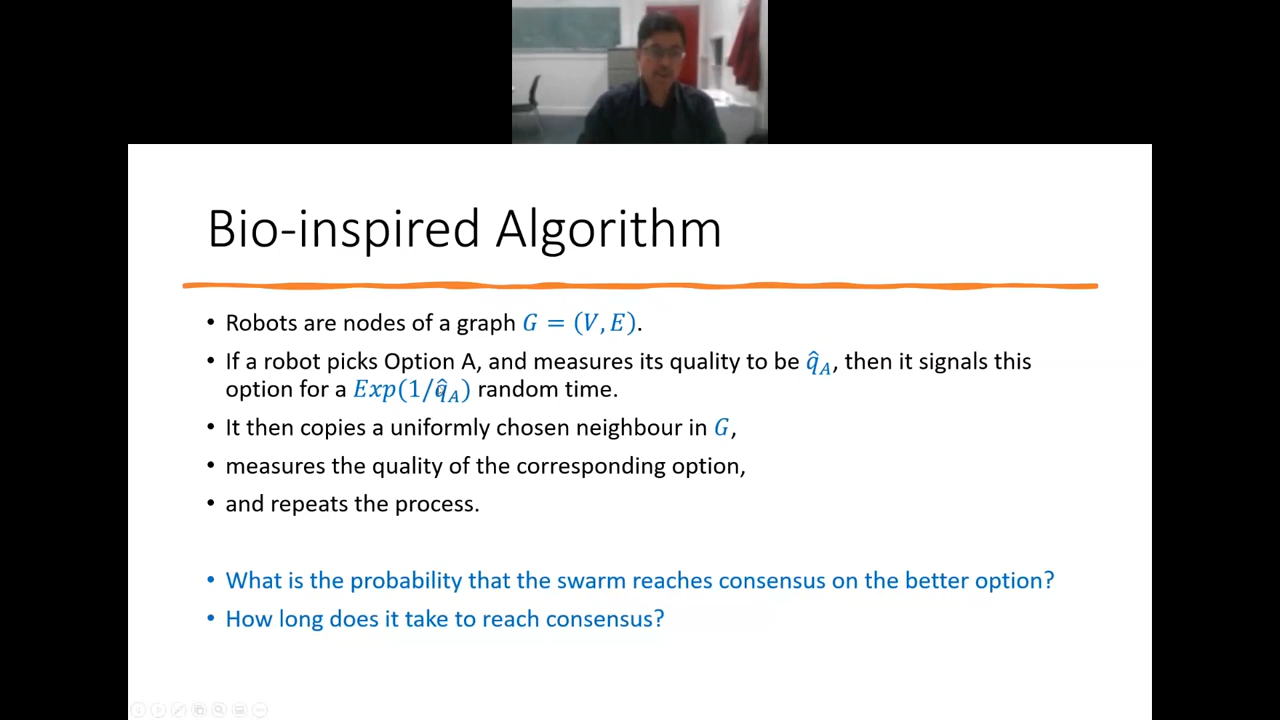 Bio-inspired Algorithm
• Robots are nodes of a graph G = (V, E).
• If a robot picks Option A, and measures its quality to be q̂_A, then it signals this
option for a Exp(1/q̂_A) random time.
• It then copies a uniformly chosen neighbour in G,
• measures the quality of the corresponding option,
• and repeats the process.
• What is the probability that the swarm reaches consensus on the better option?
• How long does it take to reach consensus?